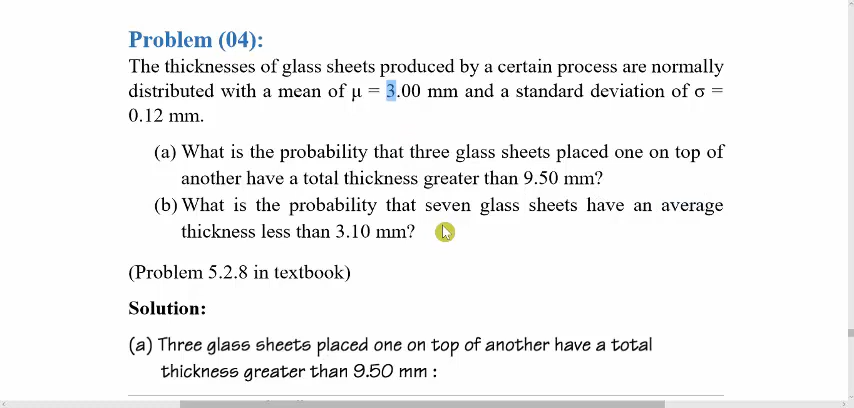 Problem (04):
The thicknesses of glass sheets produced by a certain process are normally
distributed with a mean of μ = 3.00 mm and a standard deviation of σ =
0.12 mm.
(a) What is the probability that three glass sheets placed one on top of
another have a total thickness greater than 9.50 mm?
(b) What is the probability that seven glass sheets have an average
thickness less than 3.10 mm?
(Problem 5.2.8 in textbook)
Solution:
(a) Three glass sheets placed one on top of another have a total
thickness greater than 9.50 mm :